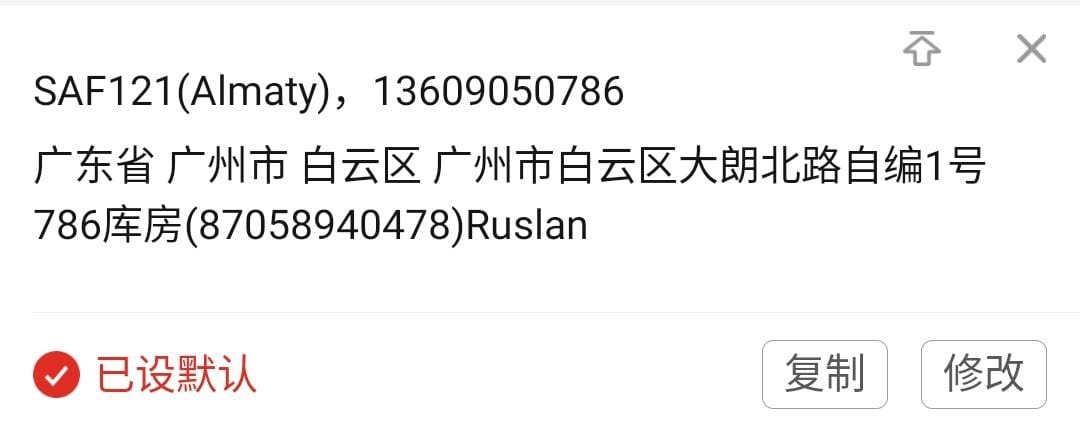 SAF121(Almaty)，13609050786
广东省 广州市 白云区 广州市白云区大朗北路自编1号
786库房(87058940478)Ruslan
已设默认
复制
修改